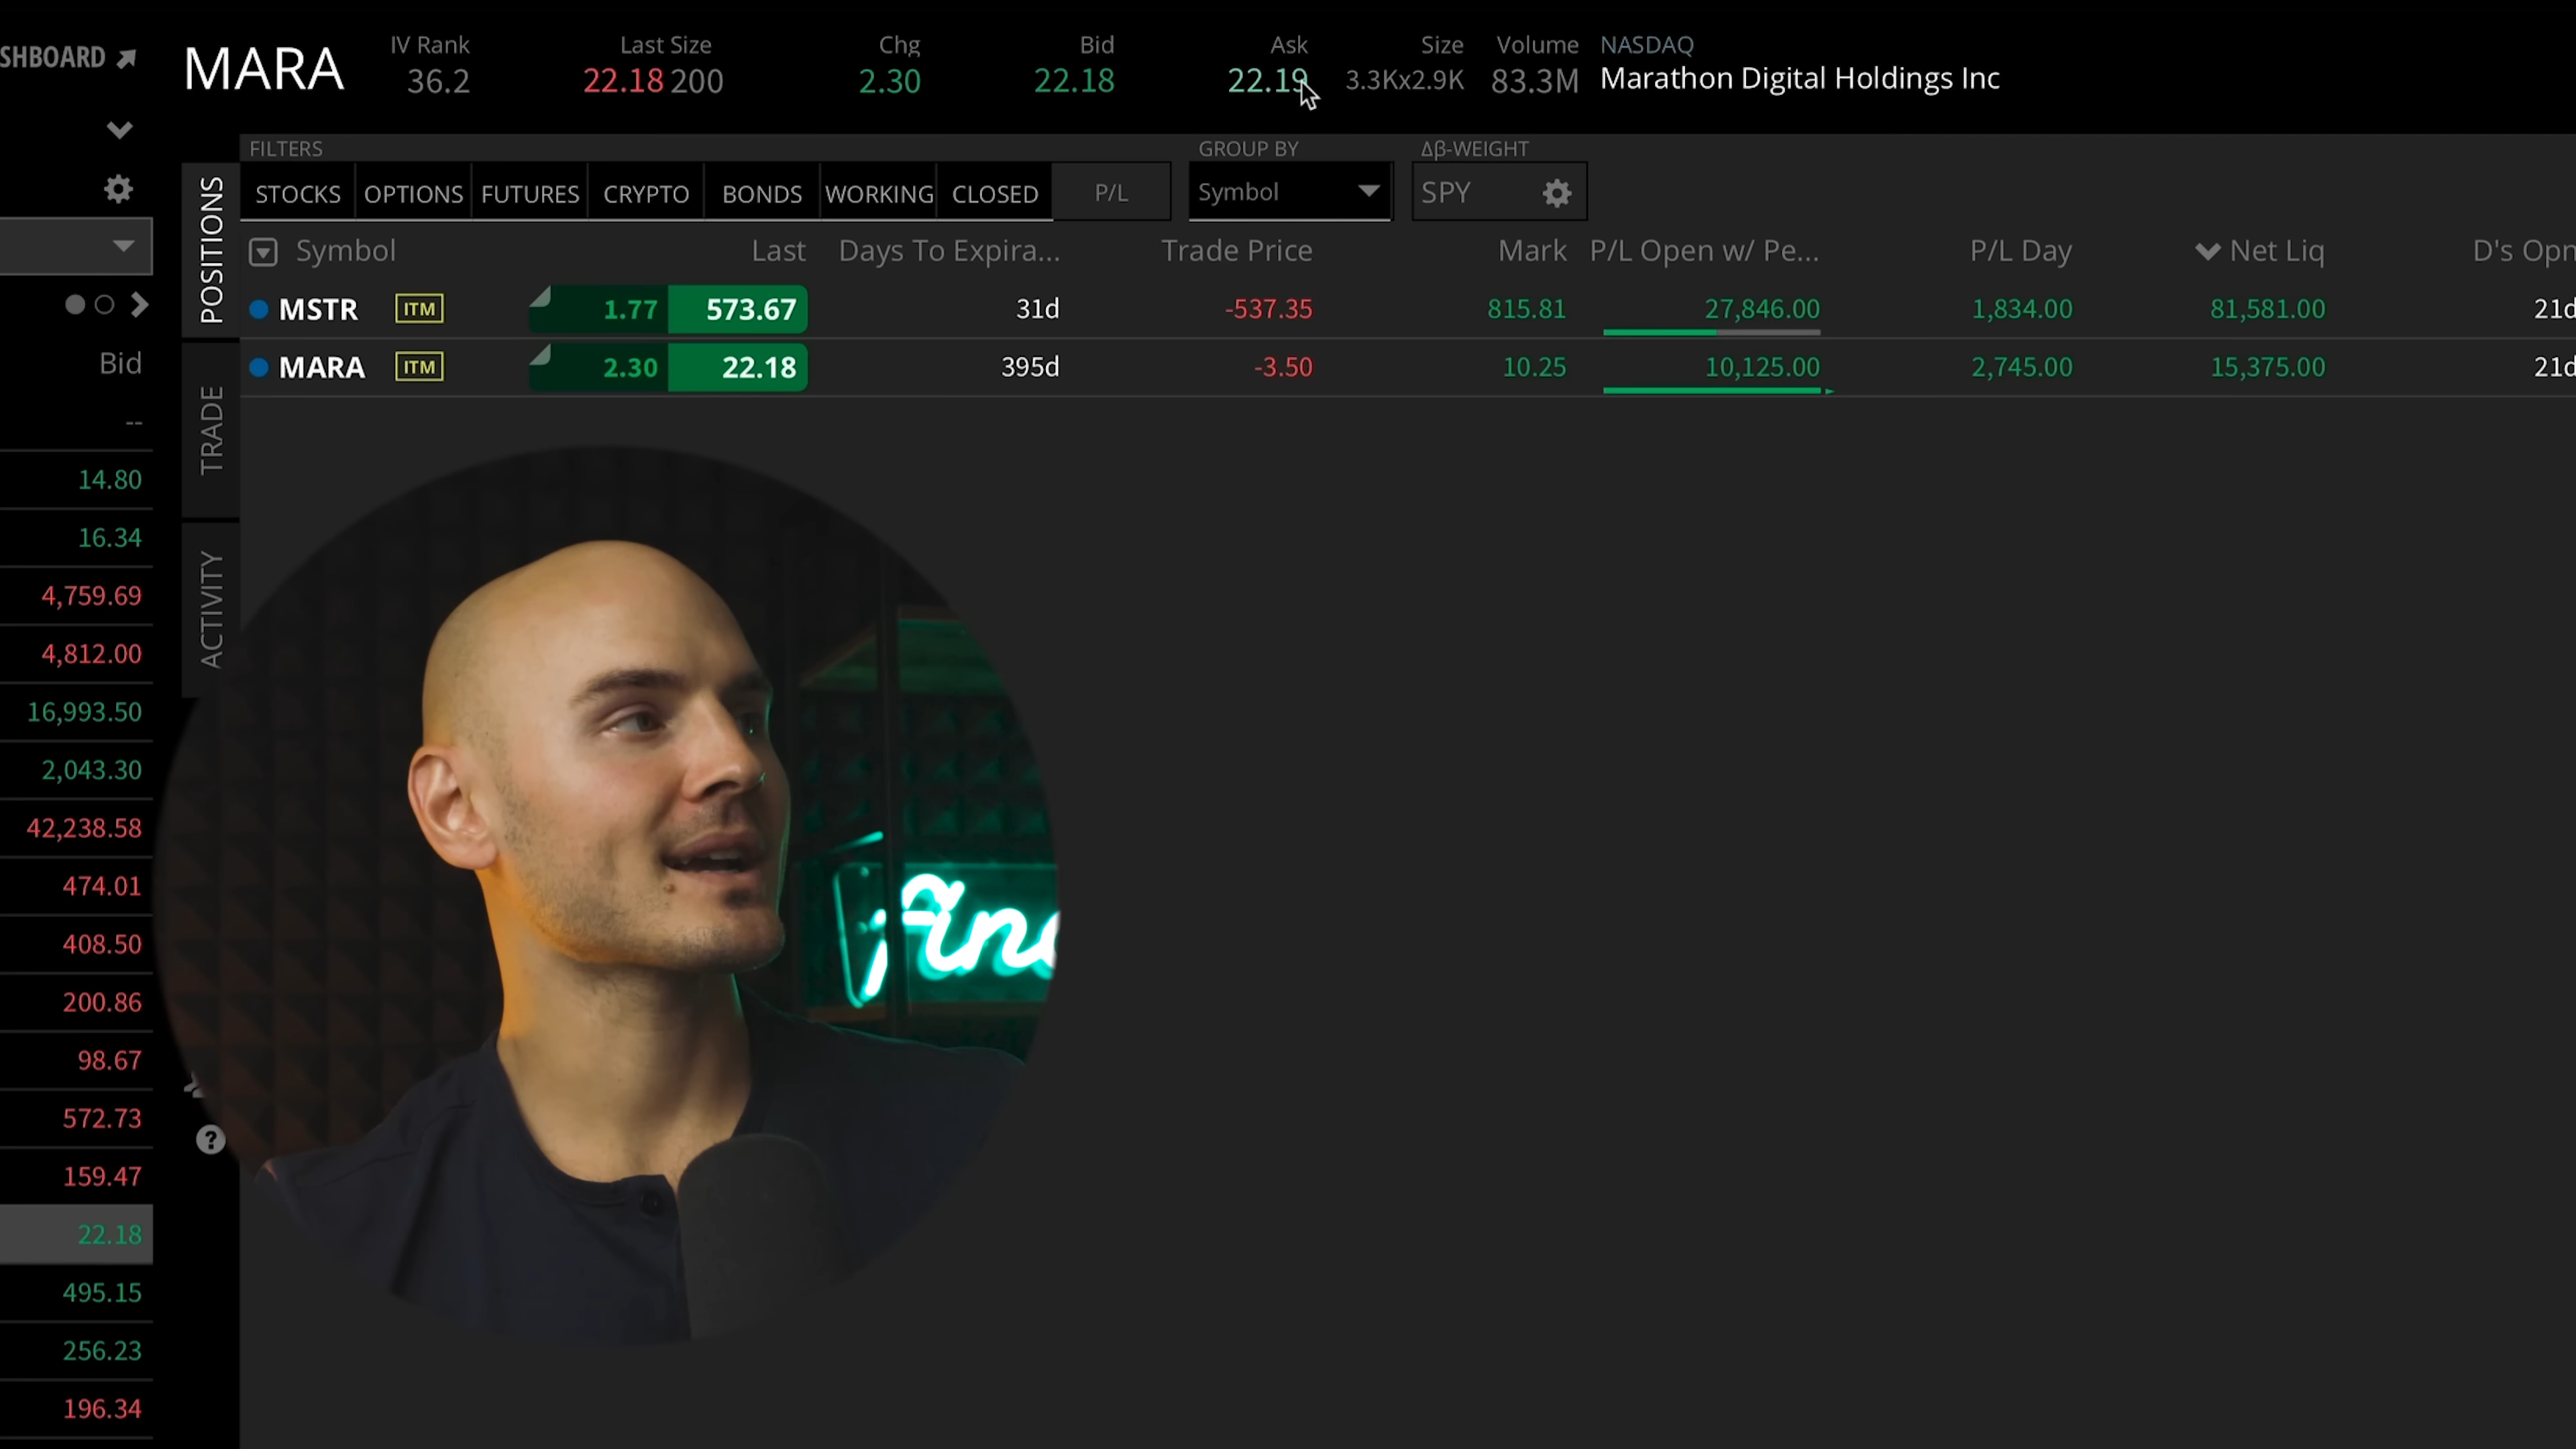 SHBOARD
MARA
IV Rank
36.2
Last Size
22.18 200
Chg
2.30
Bid
22.18
Ask
22.19
Size
3.3Kx2.9K
Volume
83.3M
NASDAQ
Marathon Digital Holdings Inc
FILTERS
STOCKS OPTIONS FUTURES CRYPTO BONDS WORKING CLOSED P/L
GROUP BY
Symbol
Δβ-WEIGHT
SPY
POSITIONS
TRADE
ACTIVITY
Symbol Last Days To Expira... Trade Price Mark P/L Open w/ Pe... P/L Day Net Liq D's Opn
MSTR ITM 1.77 573.67 31d -537.35 815.81 27,846.00 1,834.00 81,581.00 21d
MARA ITM 2.30 22.18 395d -3.50 10.25 10,125.00 2,745.00 15,375.00 21d
Bid
--
14.80
16.34
4,759.69
4,812.00
16,993.50
2,043.30
42,238.58
474.01
408.50
200.86
98.67
572.73
159.47
22.18
495.15
256.23
196.34
?